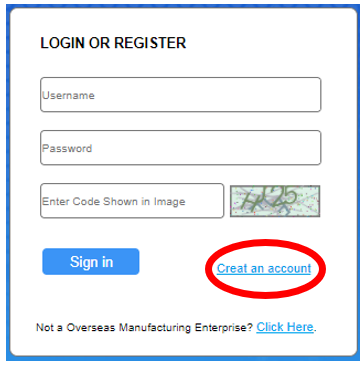 LOGIN OR REGISTER
Username
Password
Enter Code Shown in Image
Sign in
Creat an account
Not a Overseas Manufacturing Enterprise? Click Here.